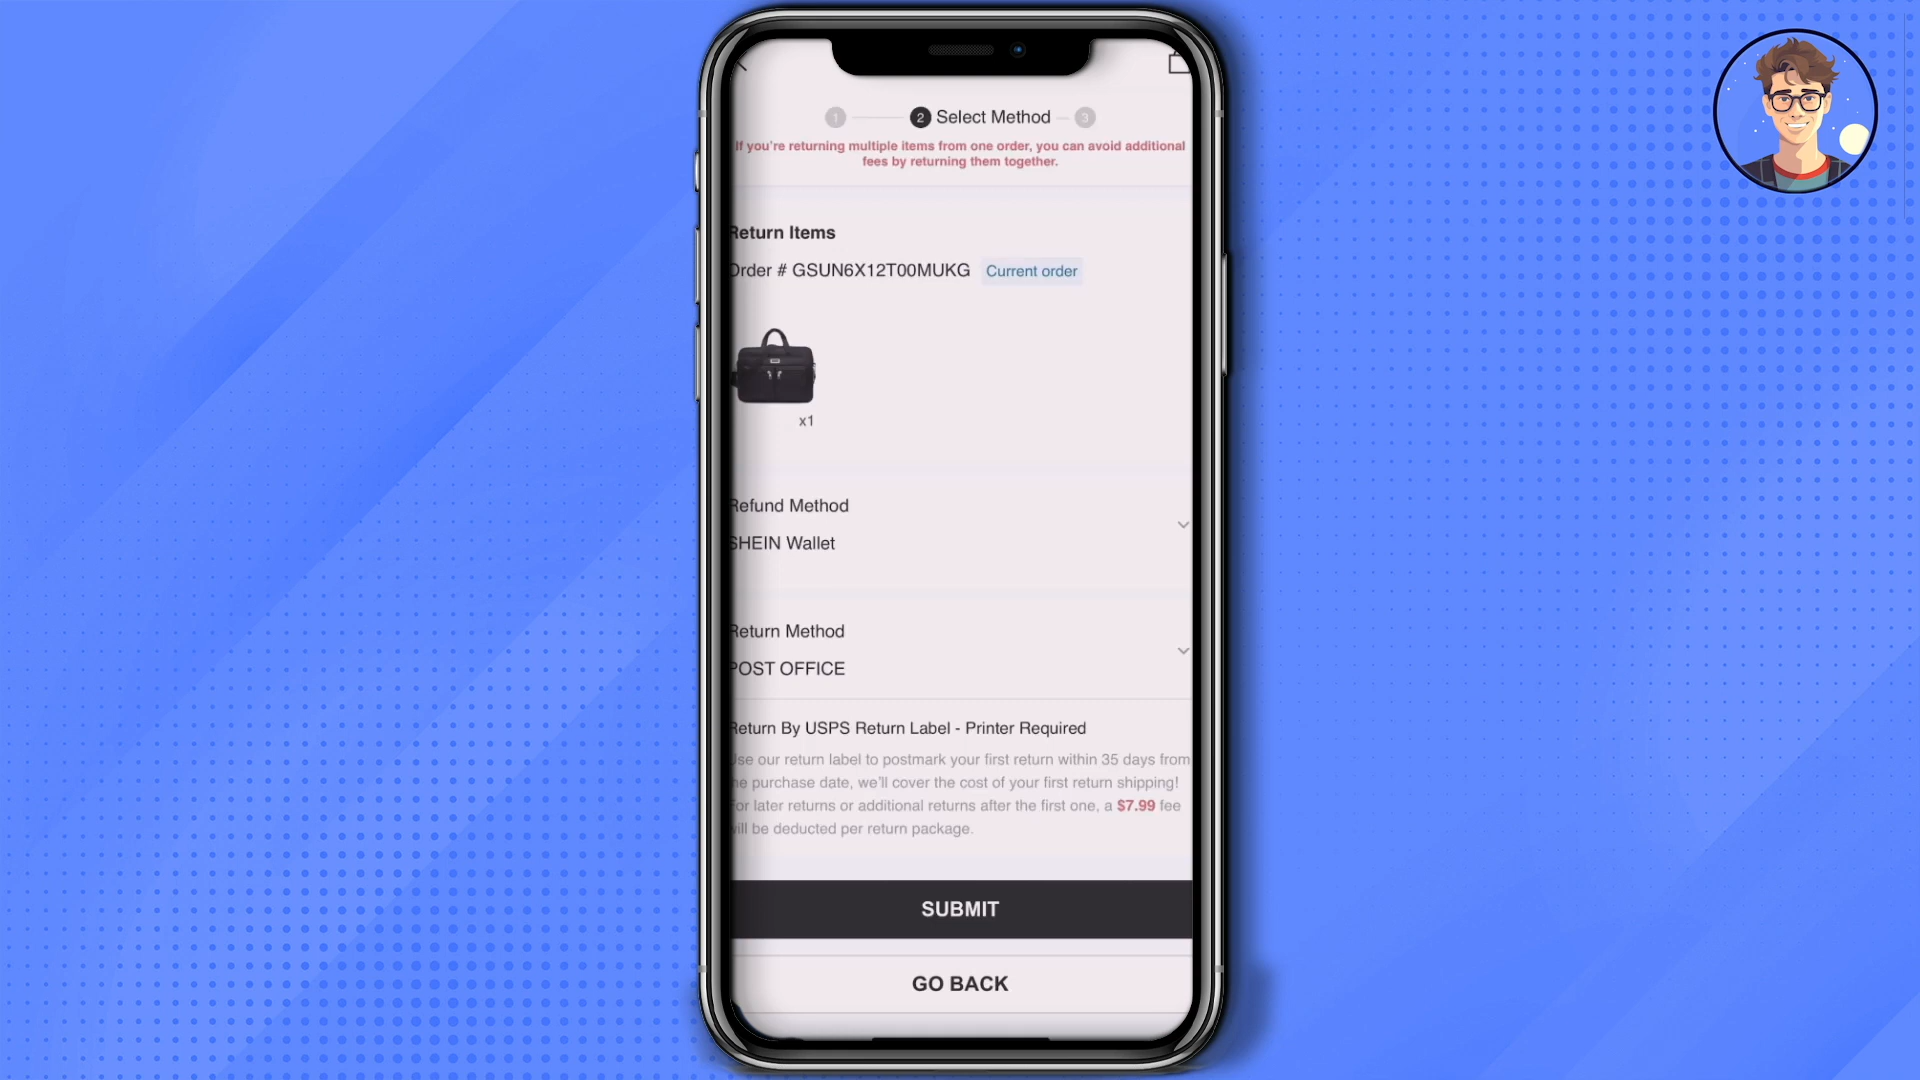 1 2 Select Method 3
If you're returning multiple items from one order, you can avoid additional
fees by returning them together.
Return Items
Order # GSUN6X12T00MUKG Current order
x1
Refund Method
SHEIN Wallet
Return Method
POST OFFICE
Return By USPS Return Label - Printer Required
Use our return label to postmark your first return within 35 days from
he purchase date, we'll cover the cost of your first return shipping!
For later returns or additional returns after the first one, a $7.99 fee
will be deducted per return package.
SUBMIT
GO BACK